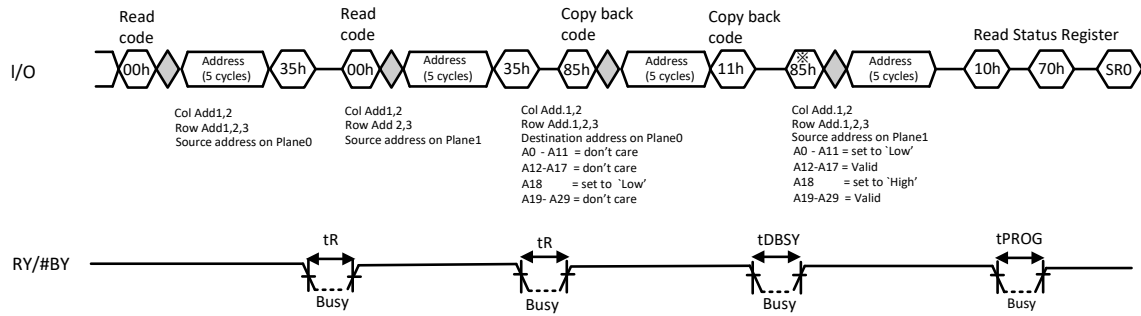 Read
code
Read
code
Copy back
code
Copy back
code
Read Status Register
I/O
00h
Address
(5 cycles)
35h
00h
Address
(5 cycles)
35h
85h
Address
(5 cycles)
11h
※
85h
Address
(5 cycles)
10h
70h
SR0
Col Add1,2
Row Add1,2,3
Source address on Plane0
Col Add1,2
Row Add 2,3
Source address on Plane1
Col Add.1,2
Row Add.1,2,3
Destination address on Plane0
A0 - A11 = don't care
A12-A17 = don't care
A18 = set to `Low'
A19- A29 = don't care
Col Add.1,2
Row Add.1,2,3
Source address on Plane1
A0 - A11 = set to `Low'
A12-A17 = Valid
A18 = set to `High'
A19-A29 = Valid
RY/#BY
tR
Busy
tR
Busy
tDBSY
Busy
tPROG
Busy